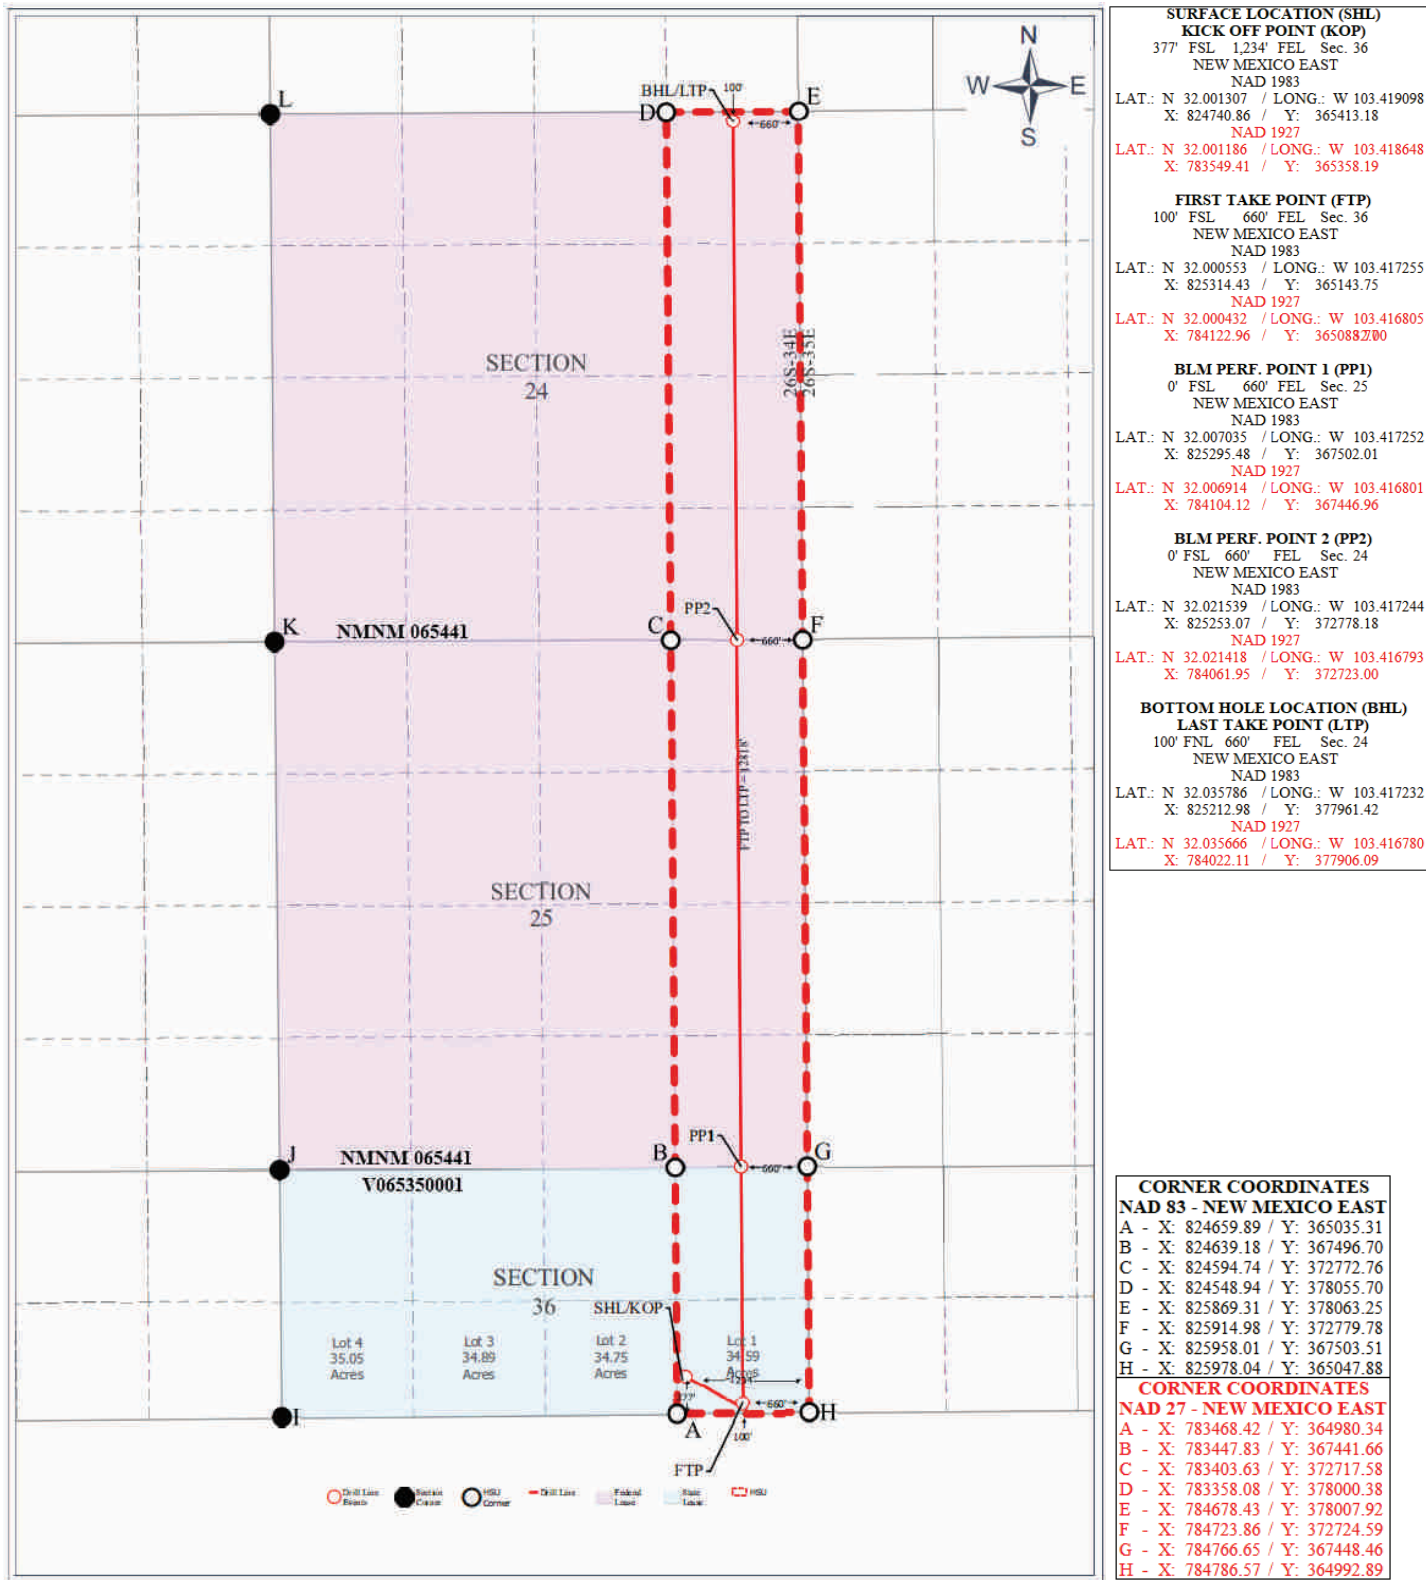 N
W E
S
L
BHL/LTP
100'
D
E
660'
SECTION
24
26S-34E
26S-35E
K
NMNM 065441
C
PP2
F
660'
FTP TO LTP = 12818'
SECTION
25
J
NMNM 065441
V065350001
B
PP1
G
660'
SECTION
36
SHL/KOP
Lot 4
35.05
Acres
Lot 3
34.89
Acres
Lot 2
34.75
Acres
Lot 1
34.59
Acres
377'
660'
I
A
100'
H
FTP
Drill Line
Points
Section
Corner
HSU
Corner
Drill Line
Federal
Lease
State
Lease
HSU
SURFACE LOCATION (SHL)
KICK OFF POINT (KOP)
377' FSL 1,234' FEL Sec. 36
NEW MEXICO EAST
NAD 1983
LAT.: N 32.001307 / LONG.: W 103.419098
X: 824740.86 / Y: 365413.18
NAD 1927
LAT.: N 32.001186 / LONG.: W 103.418648
X: 783549.41 / Y: 365358.19
FIRST TAKE POINT (FTP)
100' FSL 660' FEL Sec. 36
NEW MEXICO EAST
NAD 1983
LAT.: N 32.000553 / LONG.: W 103.417255
X: 825314.43 / Y: 365143.75
NAD 1927
LAT.: N 32.000432 / LONG.: W 103.416805
X: 784122.96 / Y:
BLM PERF. POINT 1 (PP1)
0' FSL 660' FEL Sec. 25
NEW MEXICO EAST
NAD 1983
LAT.: N 32.007035 / LONG.: W 103.417252
X: 825295.48 / Y: 367502.01
NAD 1927
LAT.: N 32.006914 / LONG.: W 103.416801
X: 784104.12 / Y: 367446.96
BLM PERF. POINT 2 (PP2)
0' FSL 660' FEL Sec. 24
NEW MEXICO EAST
NAD 1983
LAT.: N 32.021539 / LONG.: W 103.417244
X: 825253.07 / Y: 372778.18
NAD 1927
LAT.: N 32.021418 / LONG.: W 103.416793
X: 784061.95 / Y: 372723.00
BOTTOM HOLE LOCATION (BHL)
LAST TAKE POINT (LTP)
100' FNL 660' FEL Sec. 24
NEW MEXICO EAST
NAD 1983
LAT.: N 32.035786 / LONG.: W 103.417232
X: 825212.98 / Y: 377961.42
NAD 1927
LAT.: N 32.035666 / LONG.: W 103.416780
X: 784022.11 / Y: 377906.09
CORNER COORDINATES
NAD 83 - NEW MEXICO EAST
A - X: 824659.89 / Y: 365035.31
B - X: 824639.18 / Y: 367496.70
C - X: 824594.74 / Y: 372772.76
D - X: 824548.94 / Y: 378055.70
E - X: 825869.31 / Y: 378063.25
F - X: 825914.98 / Y: 372779.78
G - X: 825958.01 / Y: 367503.51
H - X: 825978.04 / Y: 365047.88
CORNER COORDINATES
NAD 27 - NEW MEXICO EAST
A - X: 783468.42 / Y: 364980.34
B - X: 783447.83 / Y: 367441.66
C - X: 783403.63 / Y: 372717.58
D - X: 783358.08 / Y: 378000.38
E - X: 784678.43 / Y: 378007.92
F - X: 784723.86 / Y: 372724.59
G - X: 784766.65 / Y: 367448.46
H - X: 784786.57 / Y: 364992.89